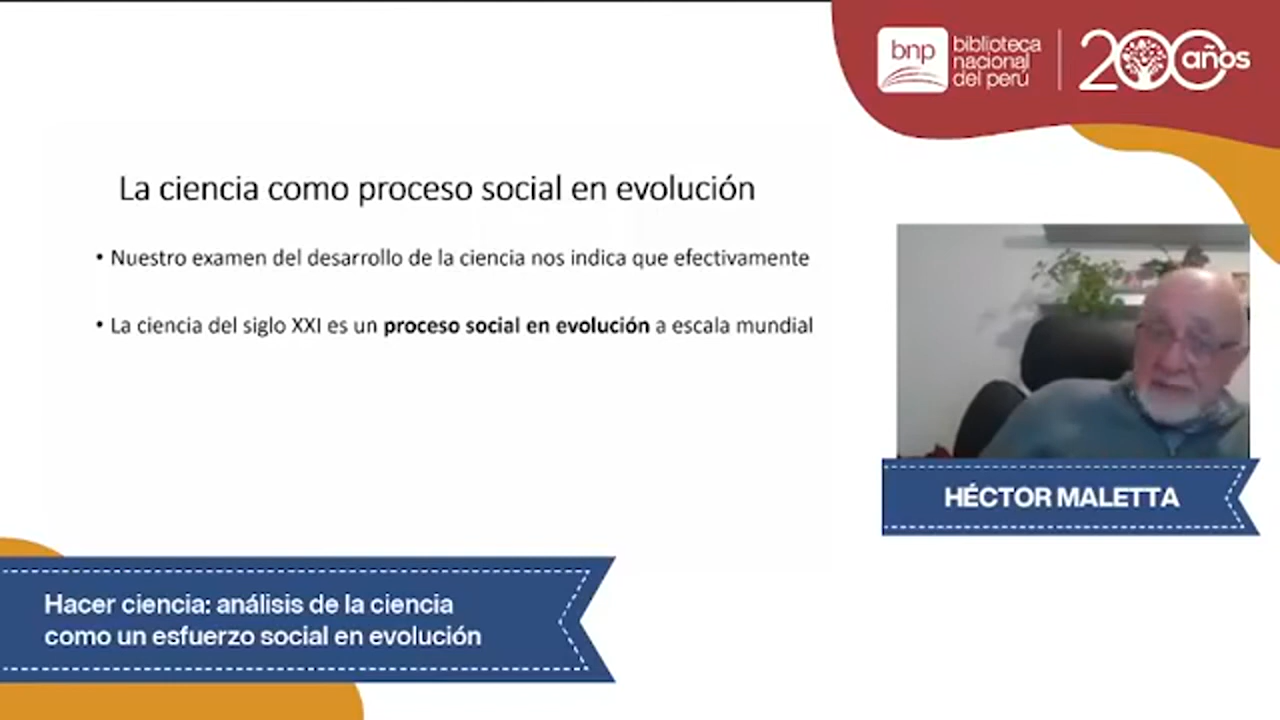 bnp
biblioteca
nacional
del perú
200 años
La ciencia como proceso social en evolución
• Nuestro examen del desarrollo de la ciencia nos indica que efectivamente
• La ciencia del siglo XXI es un proceso social en evolución a escala mundial
HÉCTOR MALETTA
Hacer ciencia: análisis de la ciencia
como un esfuerzo social en evolución